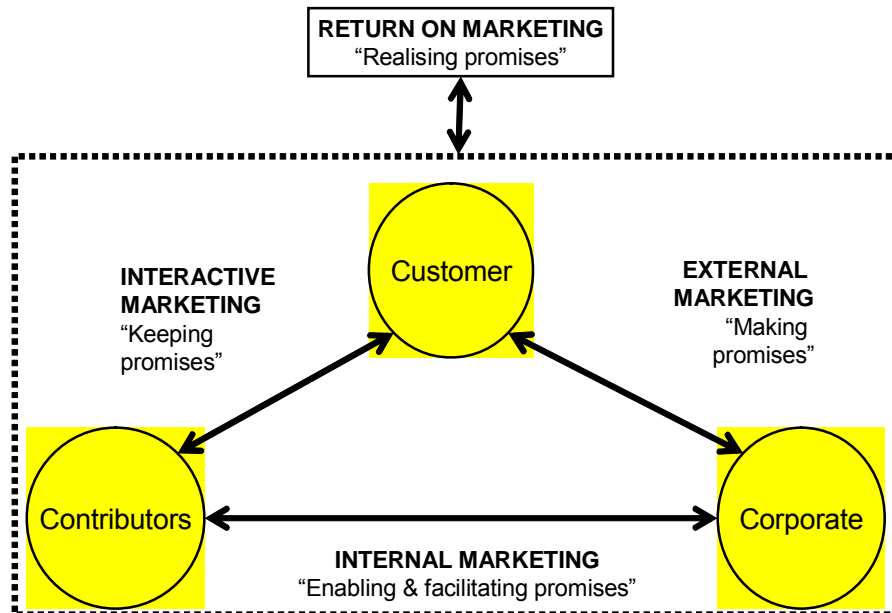 RETURN ON MARKETING
“Realising promises”
Customer
INTERACTIVE
MARKETING
“Keeping
promises”
EXTERNAL
MARKETING
“Making
promises”
Contributors
Corporate
INTERNAL MARKETING
“Enabling & facilitating promises”